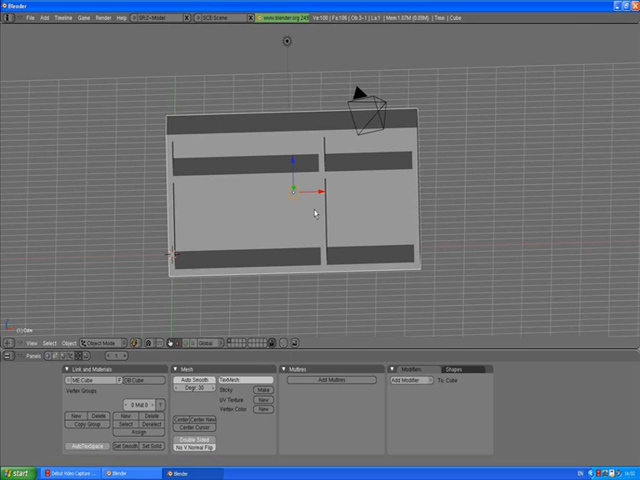 Blender
File Add Timeline Game Render Help SR:2-Model SCE:Scene www.blender.org 245 Ve:108 | Fa:106 | Ob:3-1 | La:1 | Mem:1.07M (0.09M) | Time: | Cube
(1) Cube
View Select Object Object Mode Global
Panels 1
Link and Materials Mesh Multires Modifiers Shapes
ME:Cube F OB:Cube Auto Smooth TexMesh Add Multires Add Modifier To: Cube
Vertex Groups Degr: 30 Sticky Make
0 Mat 0 ? UV Texture New
New Delete New Delete Vertex Color New
Copy Group Select Deselect Center Center New
Assign Center Cursor
AutoTexSpace Set Smooth Set Solid Double Sided
No V.Normal Flip
start Debut Video Capture ... Blender Blender EN